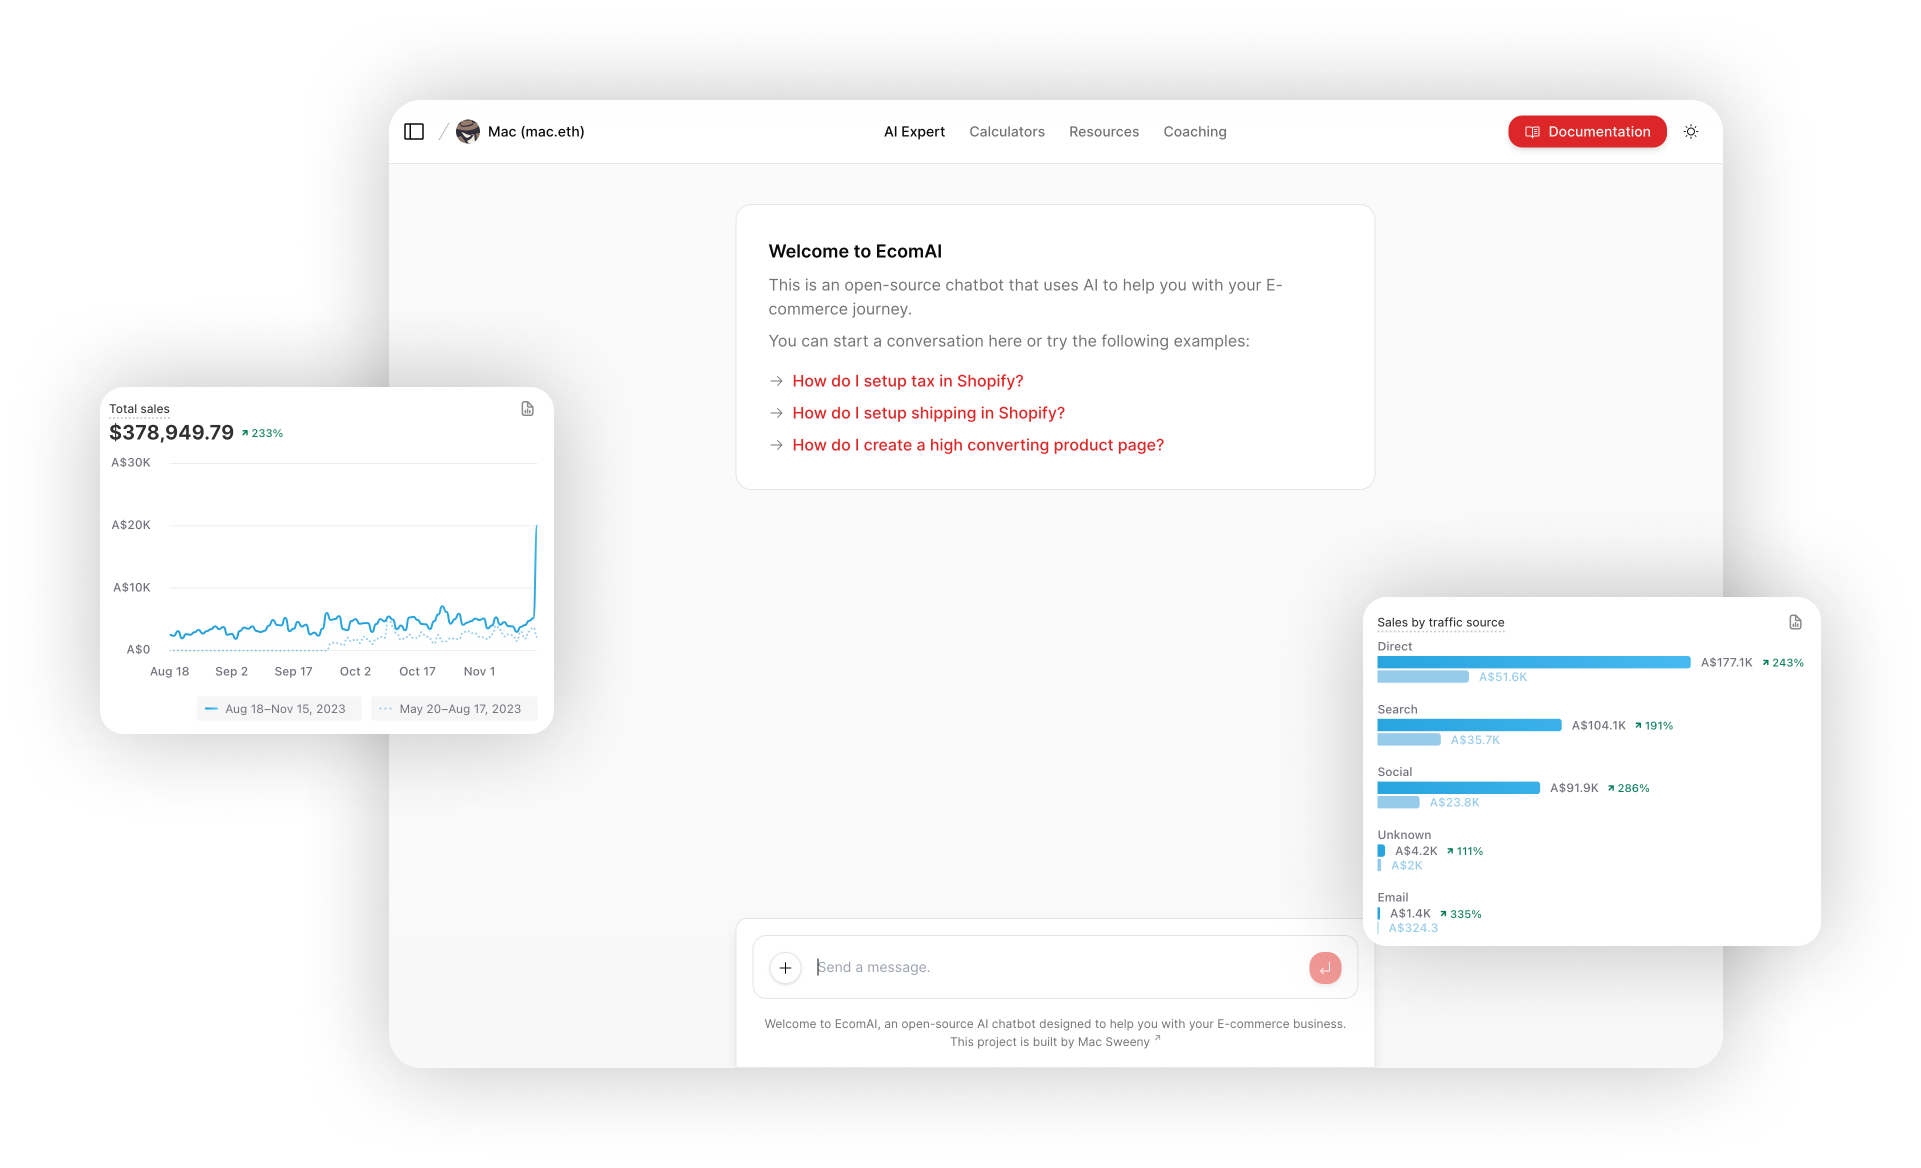 Mac (mac.eth)
AI Expert
Calculators
Resources
Coaching
Documentation
Welcome to EcomAI
This is an open-source chatbot that uses AI to help you with your E-
commerce journey.
You can start a conversation here or try the following examples:
How do I setup tax in Shopify?
How do I setup shipping in Shopify?
How do I create a high converting product page?
Total sales
$378,949.79 233%
A$30K
A$20K
A$10K
A$0
Aug 18 Sep 2 Sep 17 Oct 2 Oct 17 Nov 1
Aug 18–Nov 15, 2023 May 20–Aug 17, 2023
Sales by traffic source
Direct
A$177.1K 243%
A$51.6K
Search
A$104.1K 191%
A$35.7K
Social
A$91.9K 286%
A$23.8K
Unknown
A$4.2K 111%
A$2K
Email
A$1.4K 335%
A$324.3
Send a message.
Welcome to EcomAI, an open-source AI chatbot designed to help you with your E-commerce business.
This project is built by Mac Sweeny